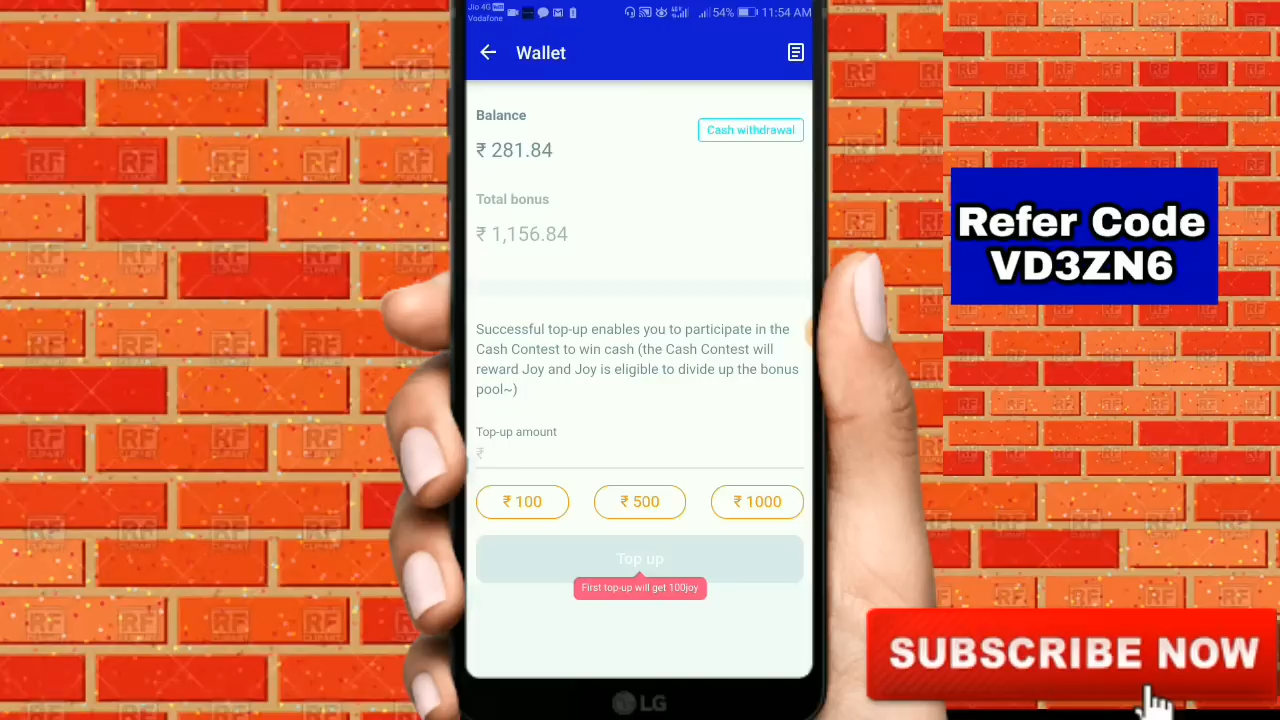 Jio 4G
Vodafone
54%
11:54 AM
Wallet
Balance
Cash withdrawal
₹ 281.84
Total bonus
₹ 1,156.84
Successful top-up enables you to participate in the
Cash Contest to win cash (the Cash Contest will
reward Joy and Joy is eligible to divide up the bonus
pool~)
Top-up amount
₹
₹ 100
₹ 500
₹ 1000
Top up
First top-up will get 100joy
LG
Refer Code
VD3ZN6
SUBSCRIBE NOW